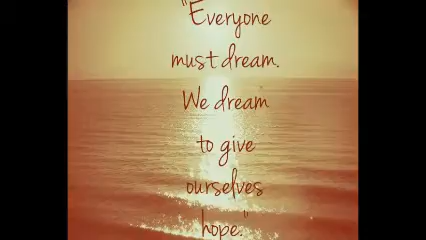 "Everyone
must dream.
We dream
to give
ourselves
hope."